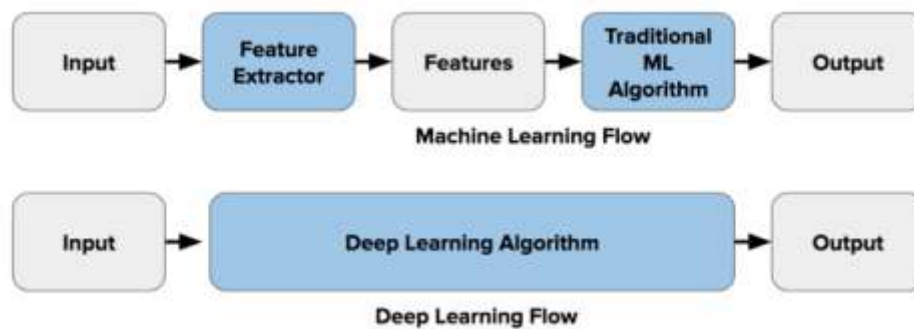 Input
Feature
Extractor
Features
Traditional
ML
Algorithm
Output
Machine Learning Flow
Input
Deep Learning Algorithm
Output
Deep Learning Flow